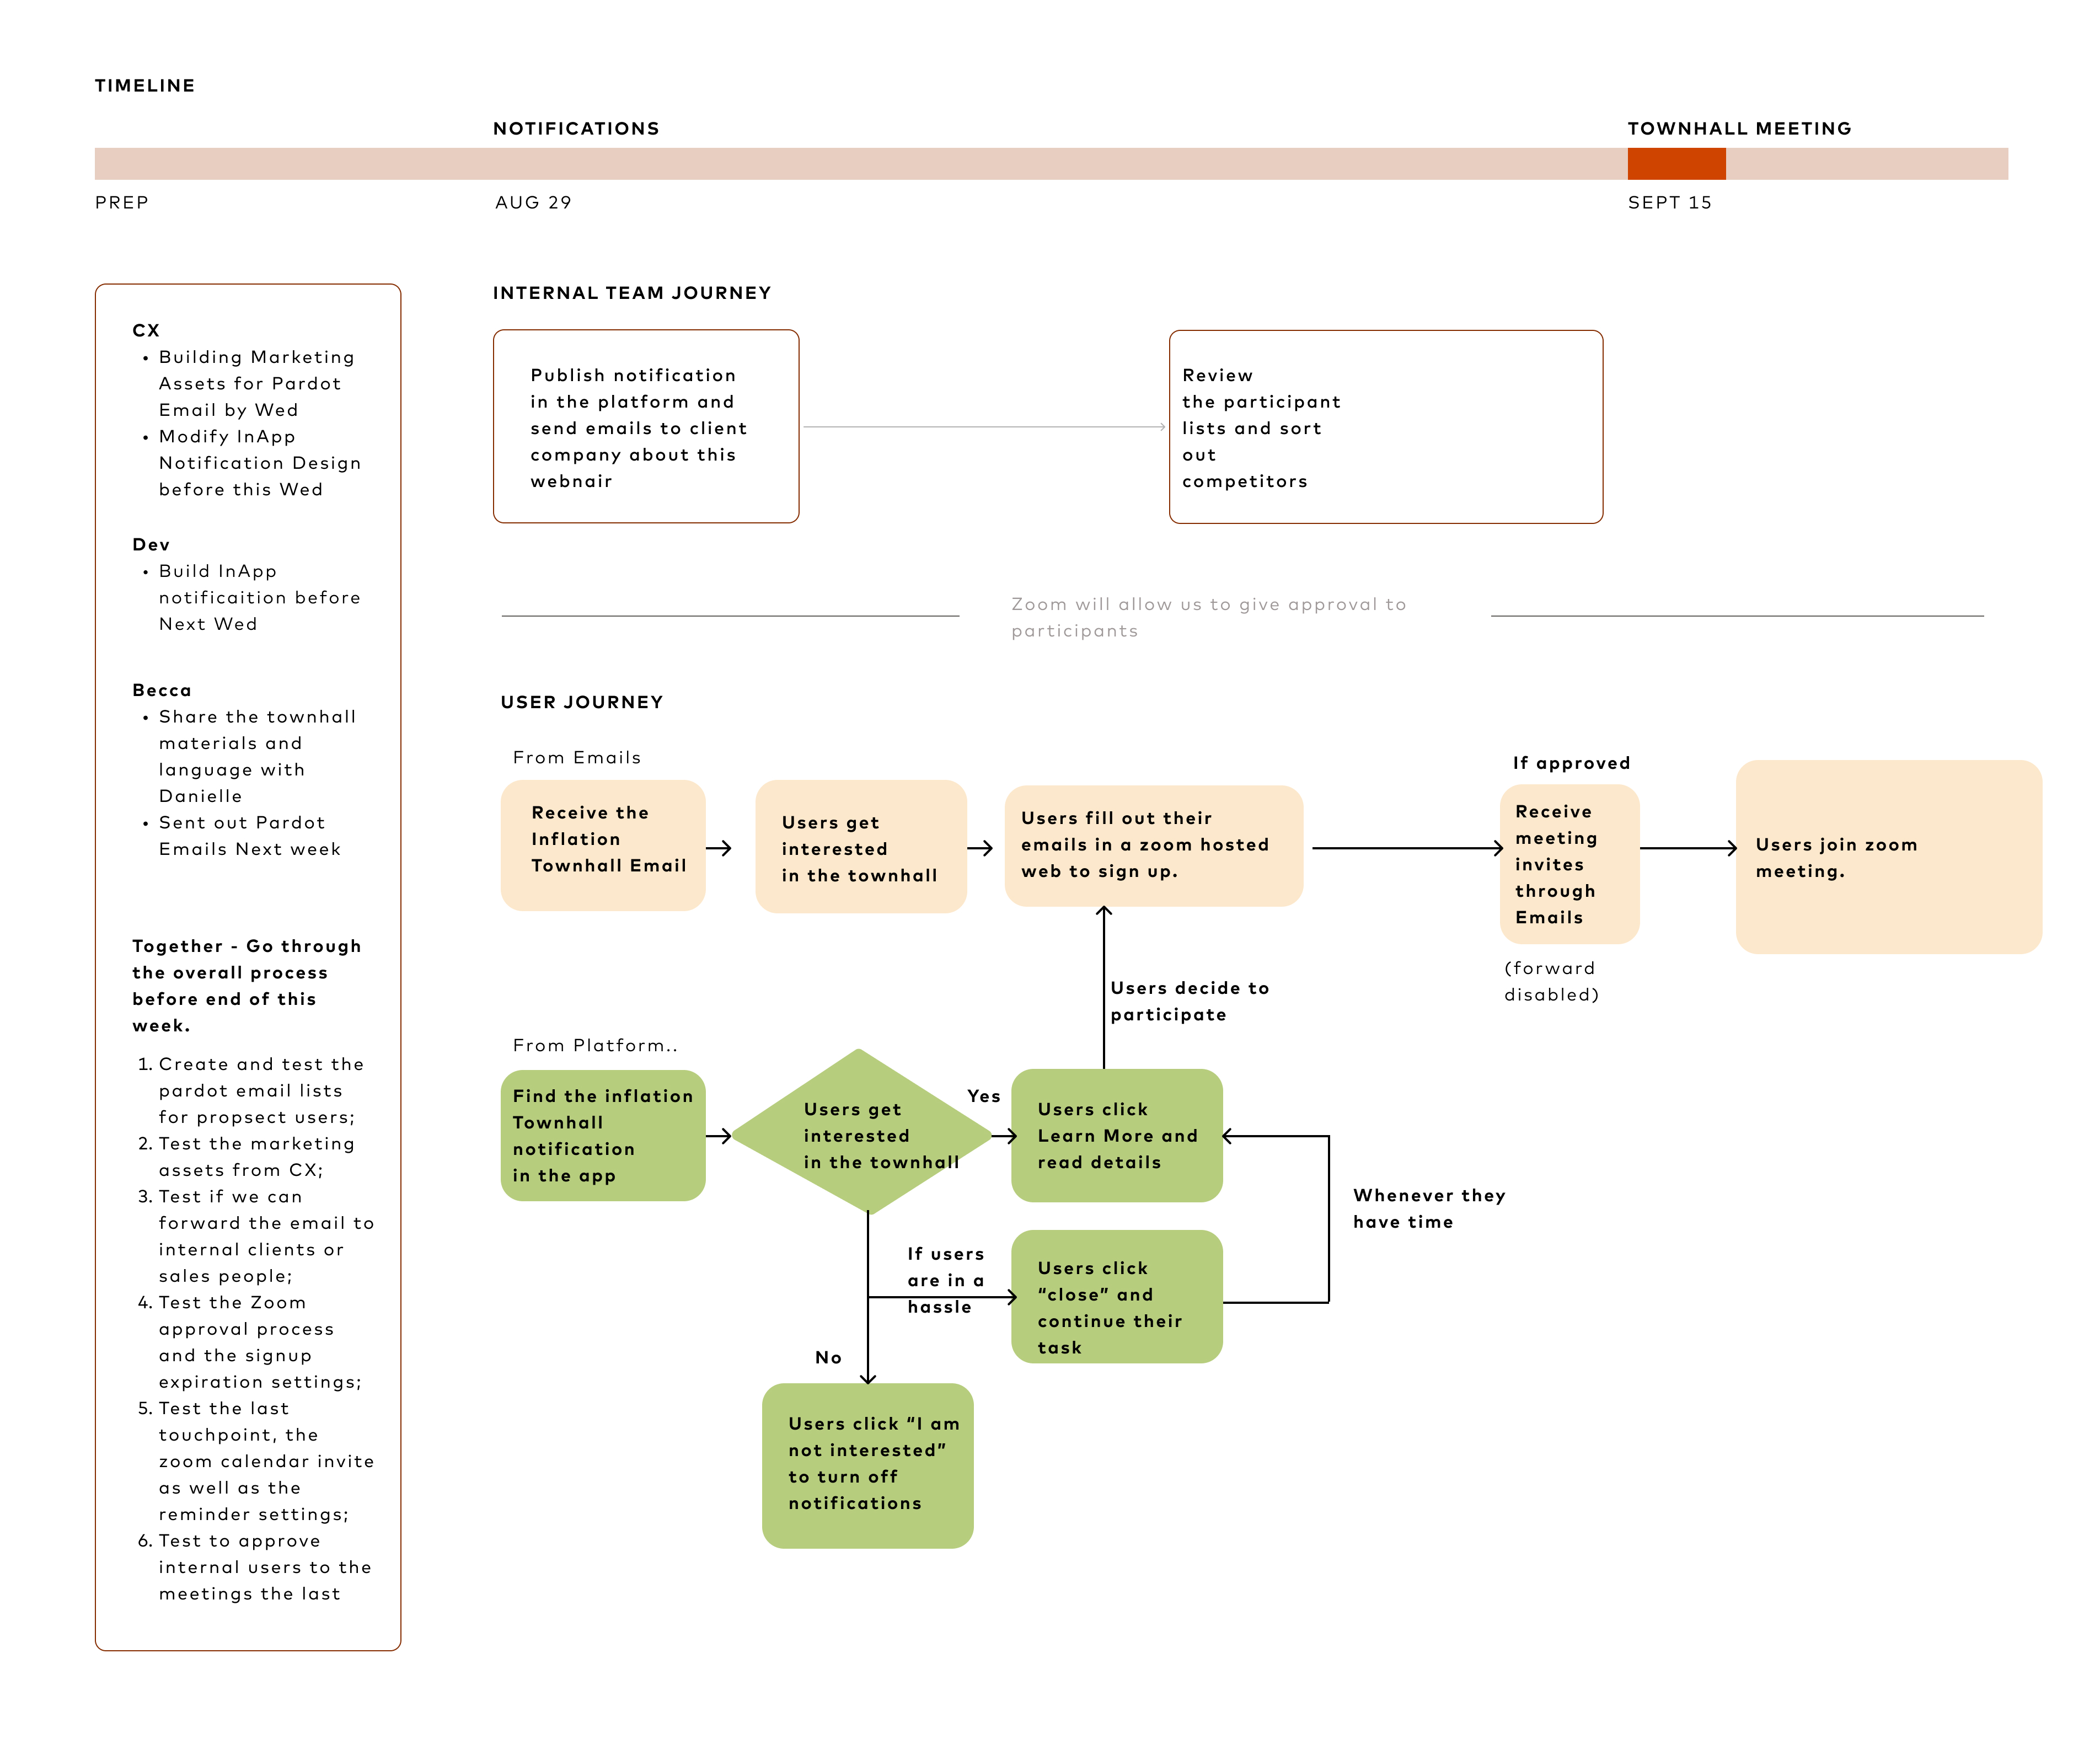 TIMELINE
NOTIFICATIONS
TOWNHALL MEETING
PREP
AUG 29
SEPT 15
CX
• Building Marketing
Assets for Pardot
Email by Wed
• Modify InApp
Notification Design
before this Wed
Dev
• Build InApp
notificaition before
Next Wed
Becca
• Share the townhall
materials and
language with
Danielle
• Sent out Pardot
Emails Next week
Together - Go through
the overall process
before end of this
week.
1. Create and test the
pardot email lists
for propsect users;
2. Test the marketing
assets from CX;
3. Test if we can
forward the email to
internal clients or
sales people;
4. Test the Zoom
approval process
and the signup
expiration settings;
5. Test the last
touchpoint, the
zoom calendar invite
as well as the
reminder settings;
6. Test to approve
internal users to the
meetings the last
INTERNAL TEAM JOURNEY
Publish notification
in the platform and
send emails to client
company about this
webnair
Review
the participant
lists and sort
out
competitors
Zoom will allow us to give approval to
participants
USER JOURNEY
From Emails
Receive the
Inflation
Townhall Email
Users get
interested
in the townhall
Users fill out their
emails in a zoom hosted
web to sign up.
If approved
Receive
meeting
invites
through
Emails
(forward
disabled)
Users join zoom
meeting.
Users decide to
participate
From Platform..
Find the inflation
Townhall
notification
in the app
Users get
interested
in the townhall
Yes
Users click
Learn More and
read details
Whenever they
have time
If users
are in a
hassle
Users click
“close” and
continue their
task
No
Users click “I am
not interested”
to turn off
notifications